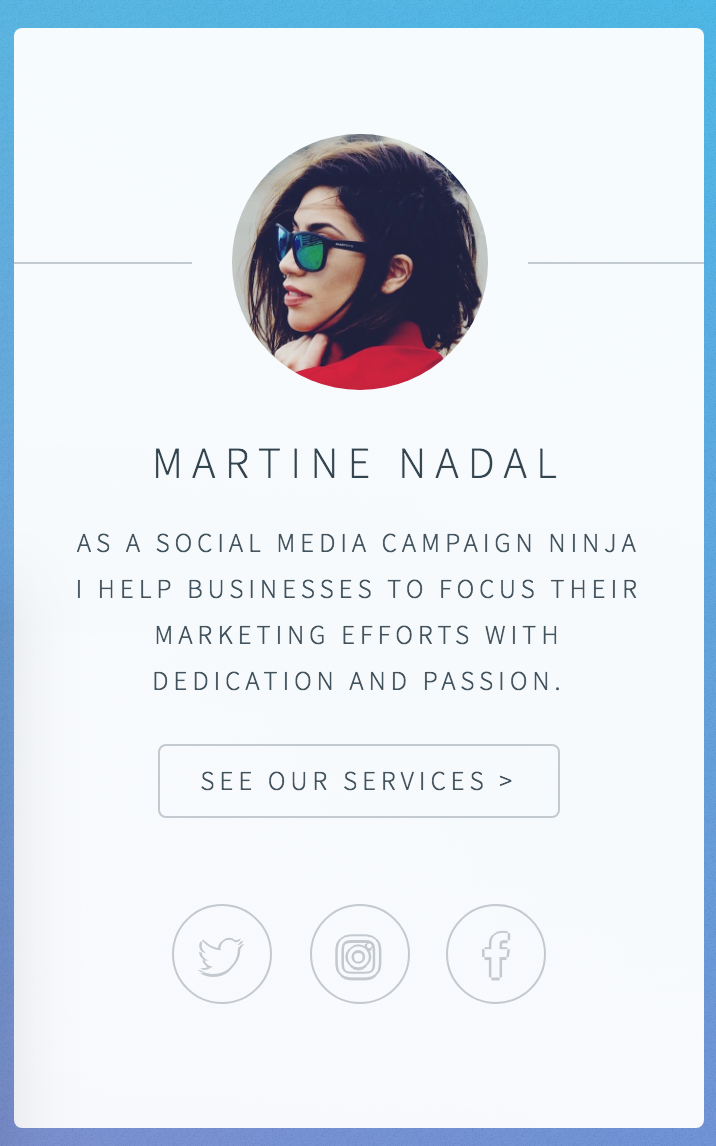 MARTINE NADAL
AS A SOCIAL MEDIA CAMPAIGN NINJA
I HELP BUSINESSES TO FOCUS THEIR
MARKETING EFFORTS WITH
DEDICATION AND PASSION.
SEE OUR SERVICES >